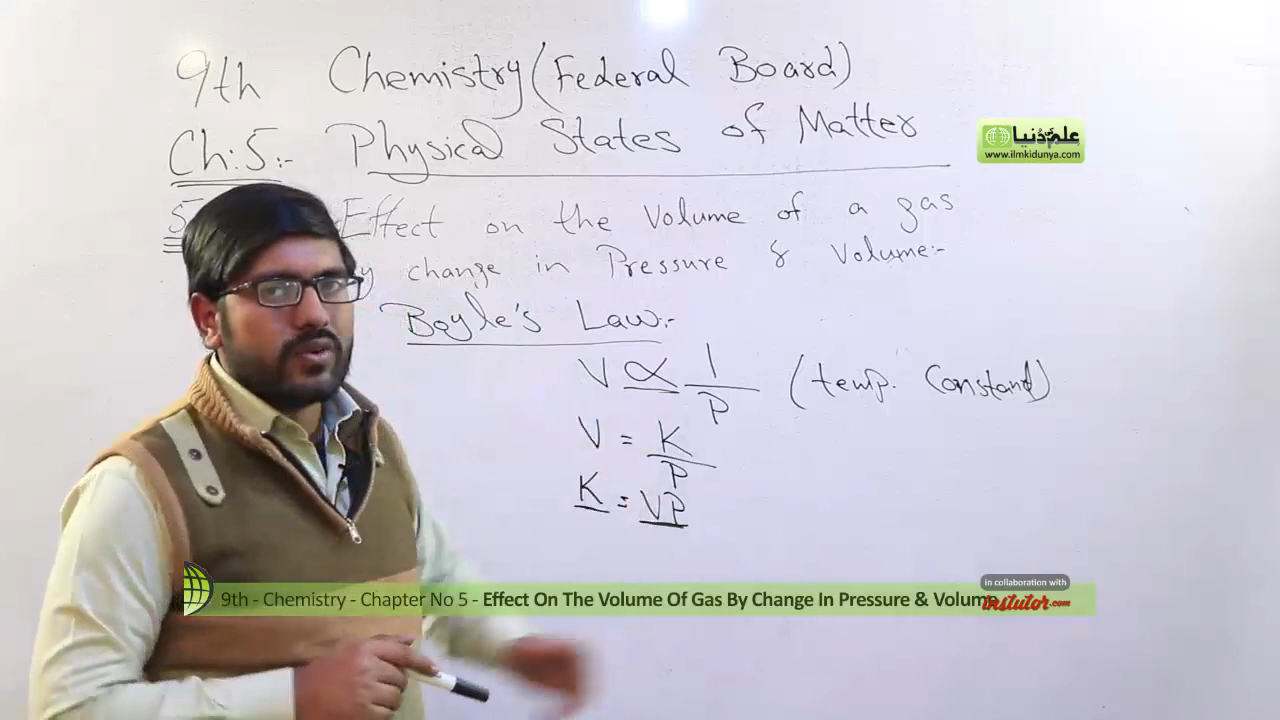 9th Chemistry (Federal Board)
Ch:5:- Physical States of Matter
5 Effect on the Volume of a gas
y change in Pressure & Volume:-
Boyle's Law:-
V ∝ 1/P (temp. Constant)
V = K/P
K = VP
علم کی دنیا
www.ilmkidunya.com
in collaboration with
9th - Chemistry - Chapter No 5 - Effect On The Volume Of Gas By Change In Pressure & Volume
instutor.com